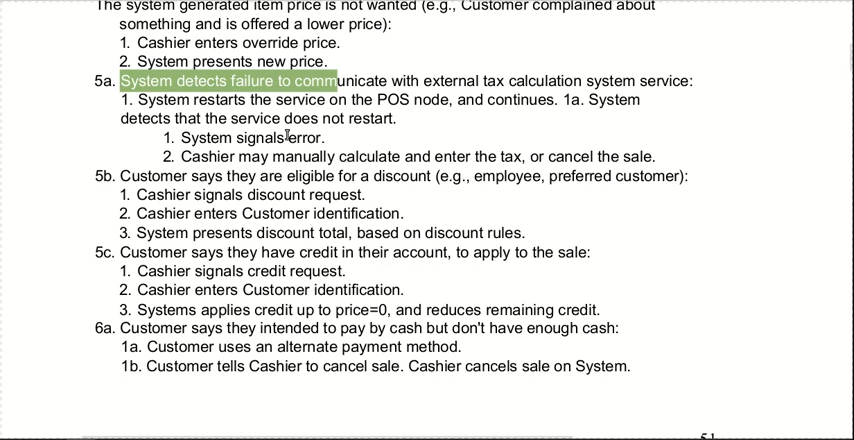 The system generated item price is not wanted (e.g., Customer complained about
something and is offered a lower price):
1. Cashier enters override price.
2. System presents new price.
5a. System detects failure to communicate with external tax calculation system service:
1. System restarts the service on the POS node, and continues. 1a. System
detects that the service does not restart.
1. System signals error.
2. Cashier may manually calculate and enter the tax, or cancel the sale.
5b. Customer says they are eligible for a discount (e.g., employee, preferred customer):
1. Cashier signals discount request.
2. Cashier enters Customer identification.
3. System presents discount total, based on discount rules.
5c. Customer says they have credit in their account, to apply to the sale:
1. Cashier signals credit request.
2. Cashier enters Customer identification.
3. Systems applies credit up to price=0, and reduces remaining credit.
6a. Customer says they intended to pay by cash but don't have enough cash:
1a. Customer uses an alternate payment method.
1b. Customer tells Cashier to cancel sale. Cashier cancels sale on System.